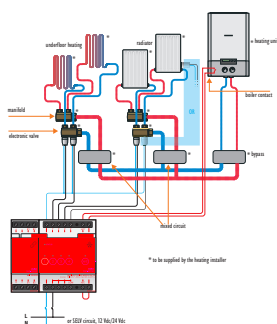 underfloor heating
radiator
* heating unit
manifold
boiler contact
electronic valve
* bypass
mixed circuit
* to be supplied by the heating installer
L
N
or SELV circuit, 12 Vdc/24 Vdc